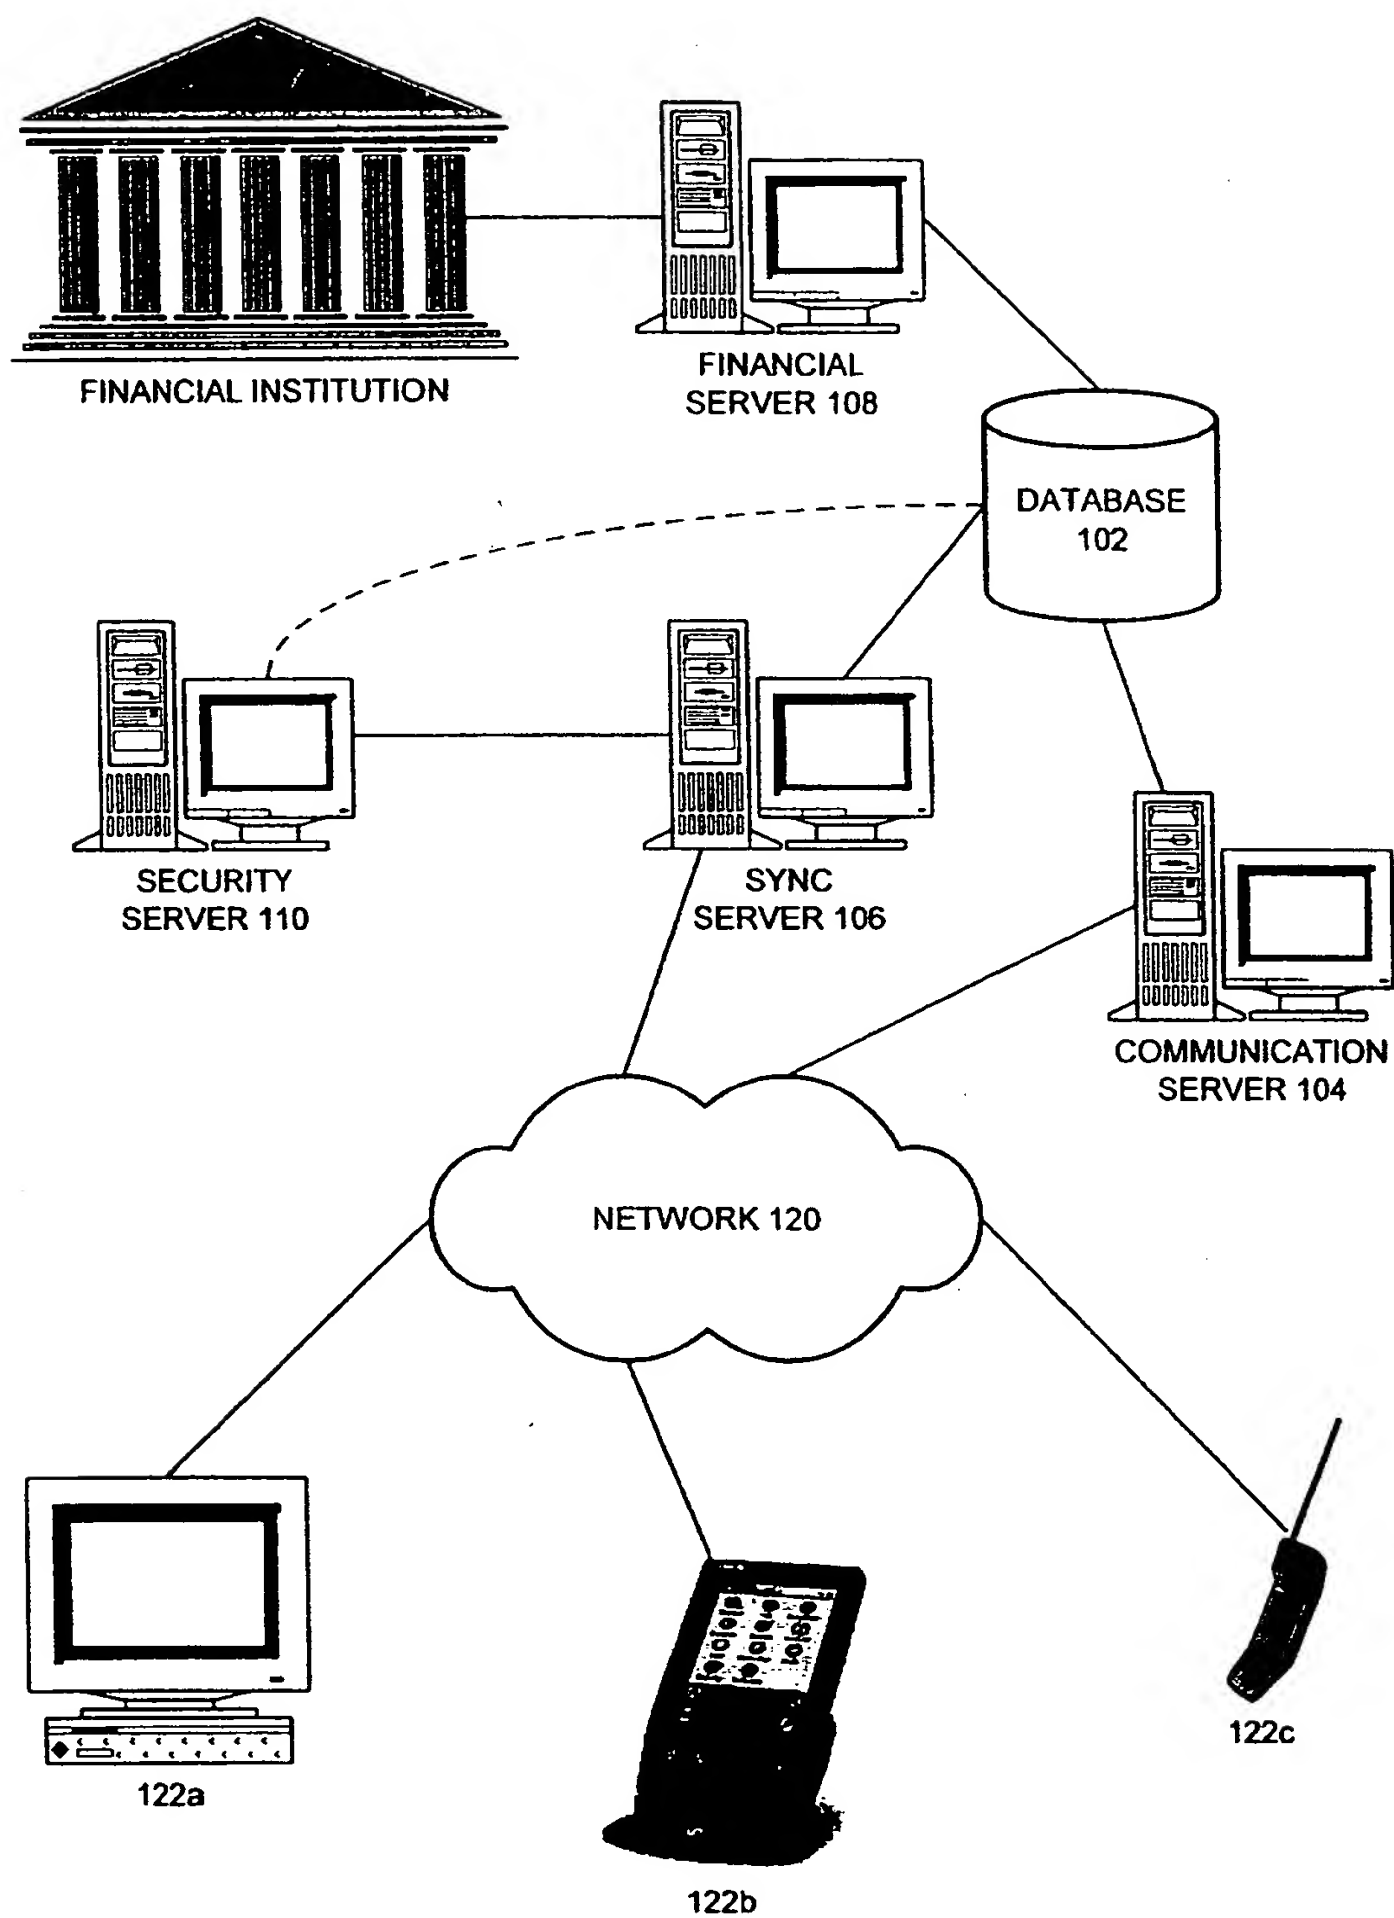 FINANCIAL INSTITUTION
FINANCIAL
SERVER 108
DATABASE
102
SECURITY
SERVER 110
SYNC
SERVER 106
COMMUNICATION
SERVER 104
NETWORK 120
122a
122b
122c